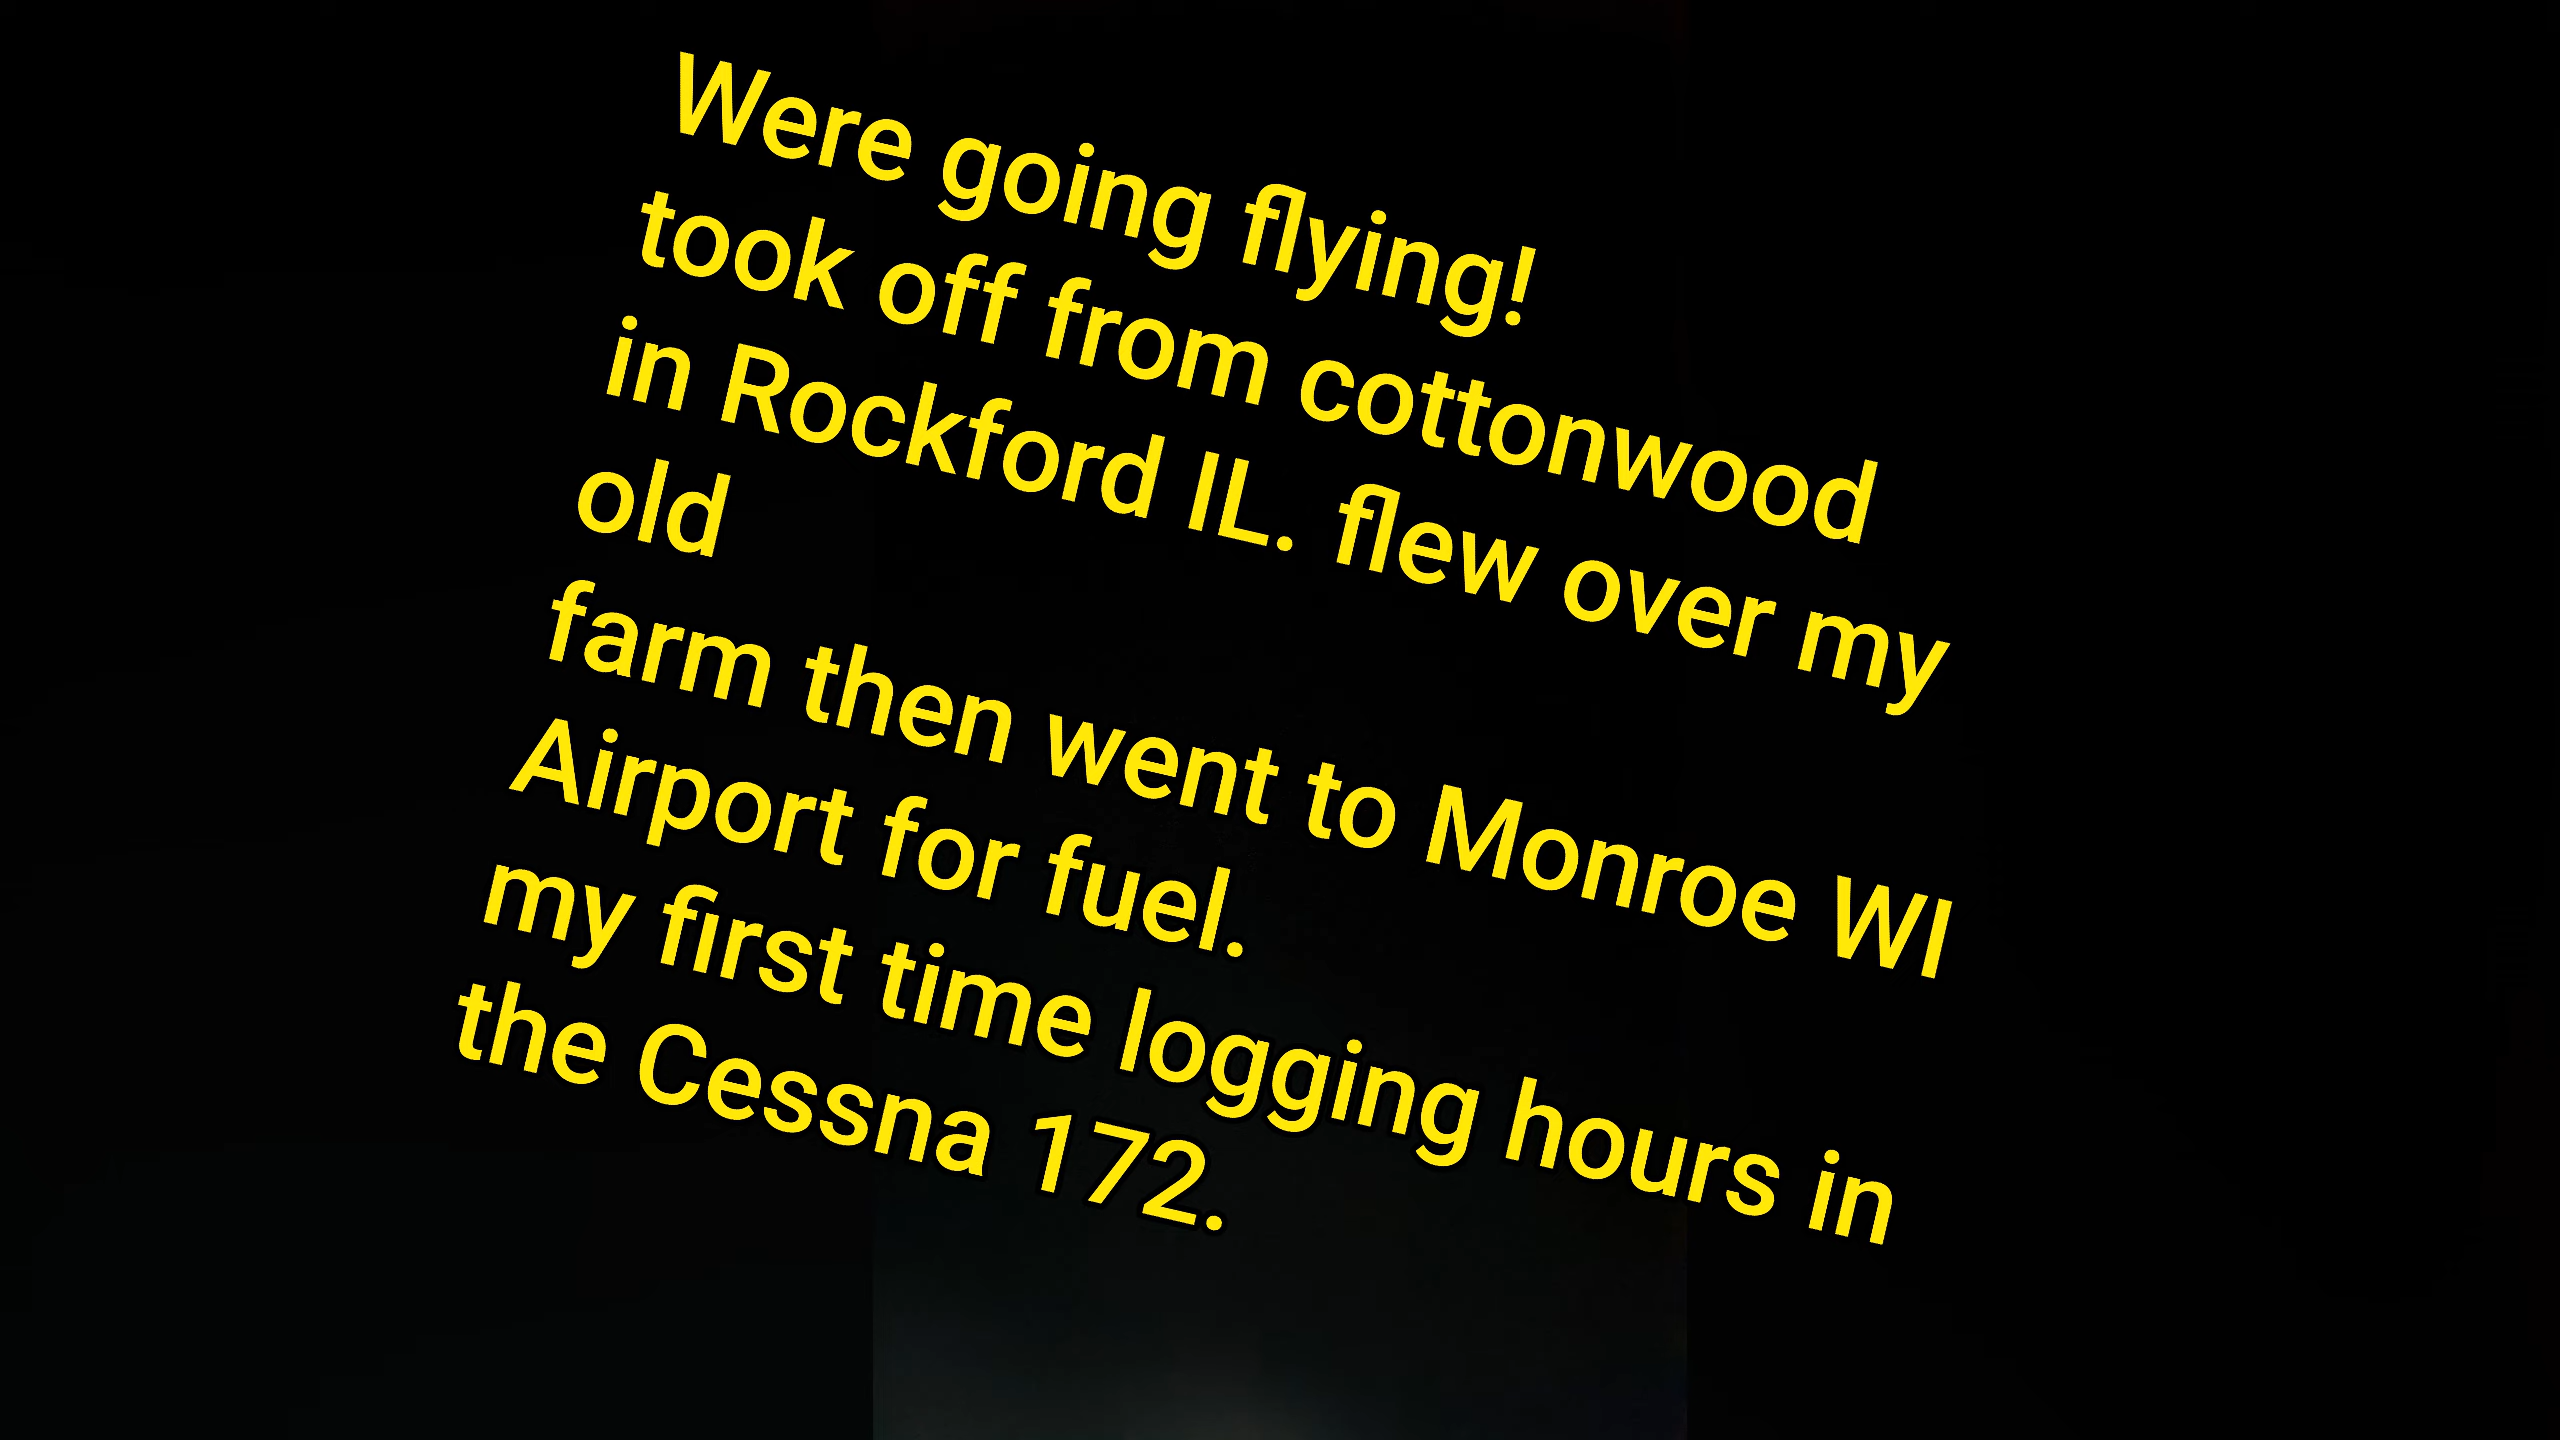 Were going flying!
took off from cottonwood
in Rockford IL. flew over my
old
farm then went to Monroe WI
Airport for fuel.
my first time logging hours in
the Cessna 172.